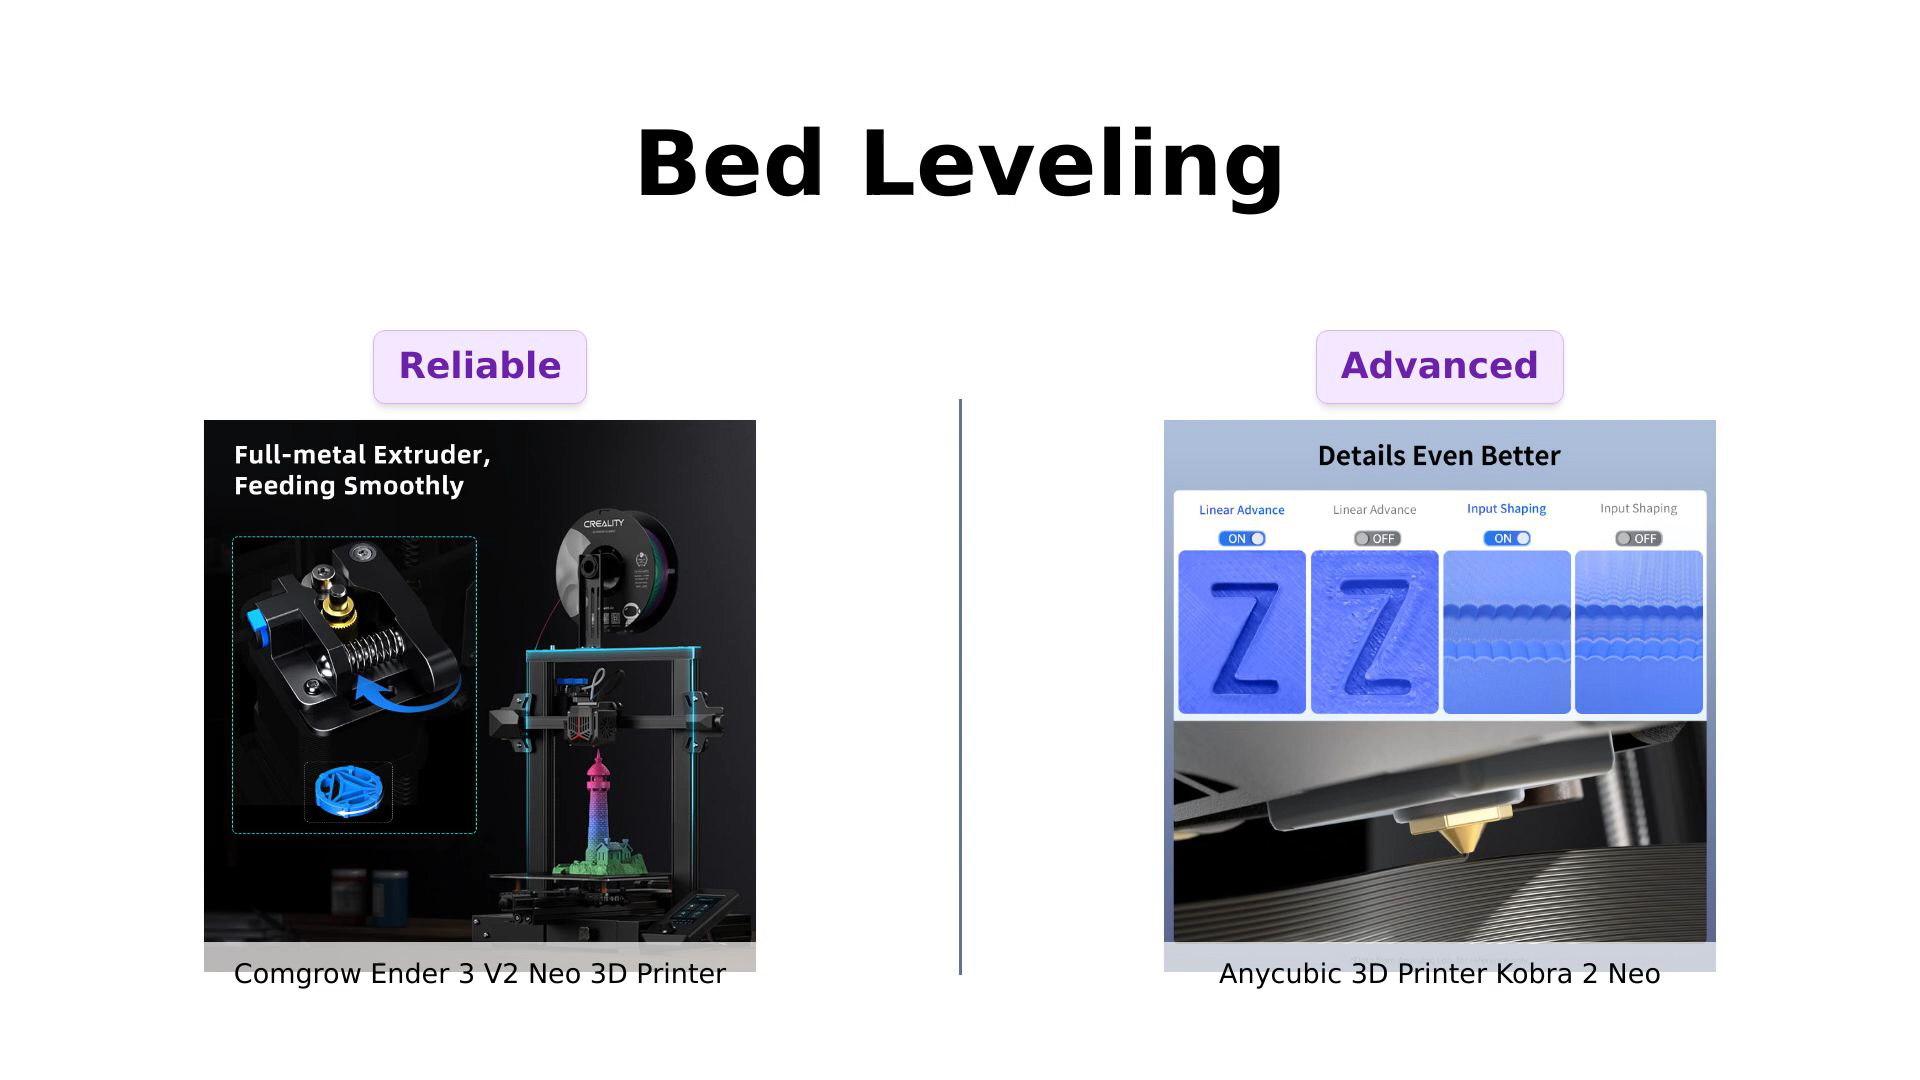 Bed Leveling
Reliable
Full-metal Extruder,
Feeding Smoothly
CREALITY
Comgrow Ender 3 V2 Neo 3D Printer
Advanced
Details Even Better
Linear Advance Linear Advance Input Shaping Input Shaping
ON OFF ON OFF
Anycubic 3D Printer Kobra 2 Neo